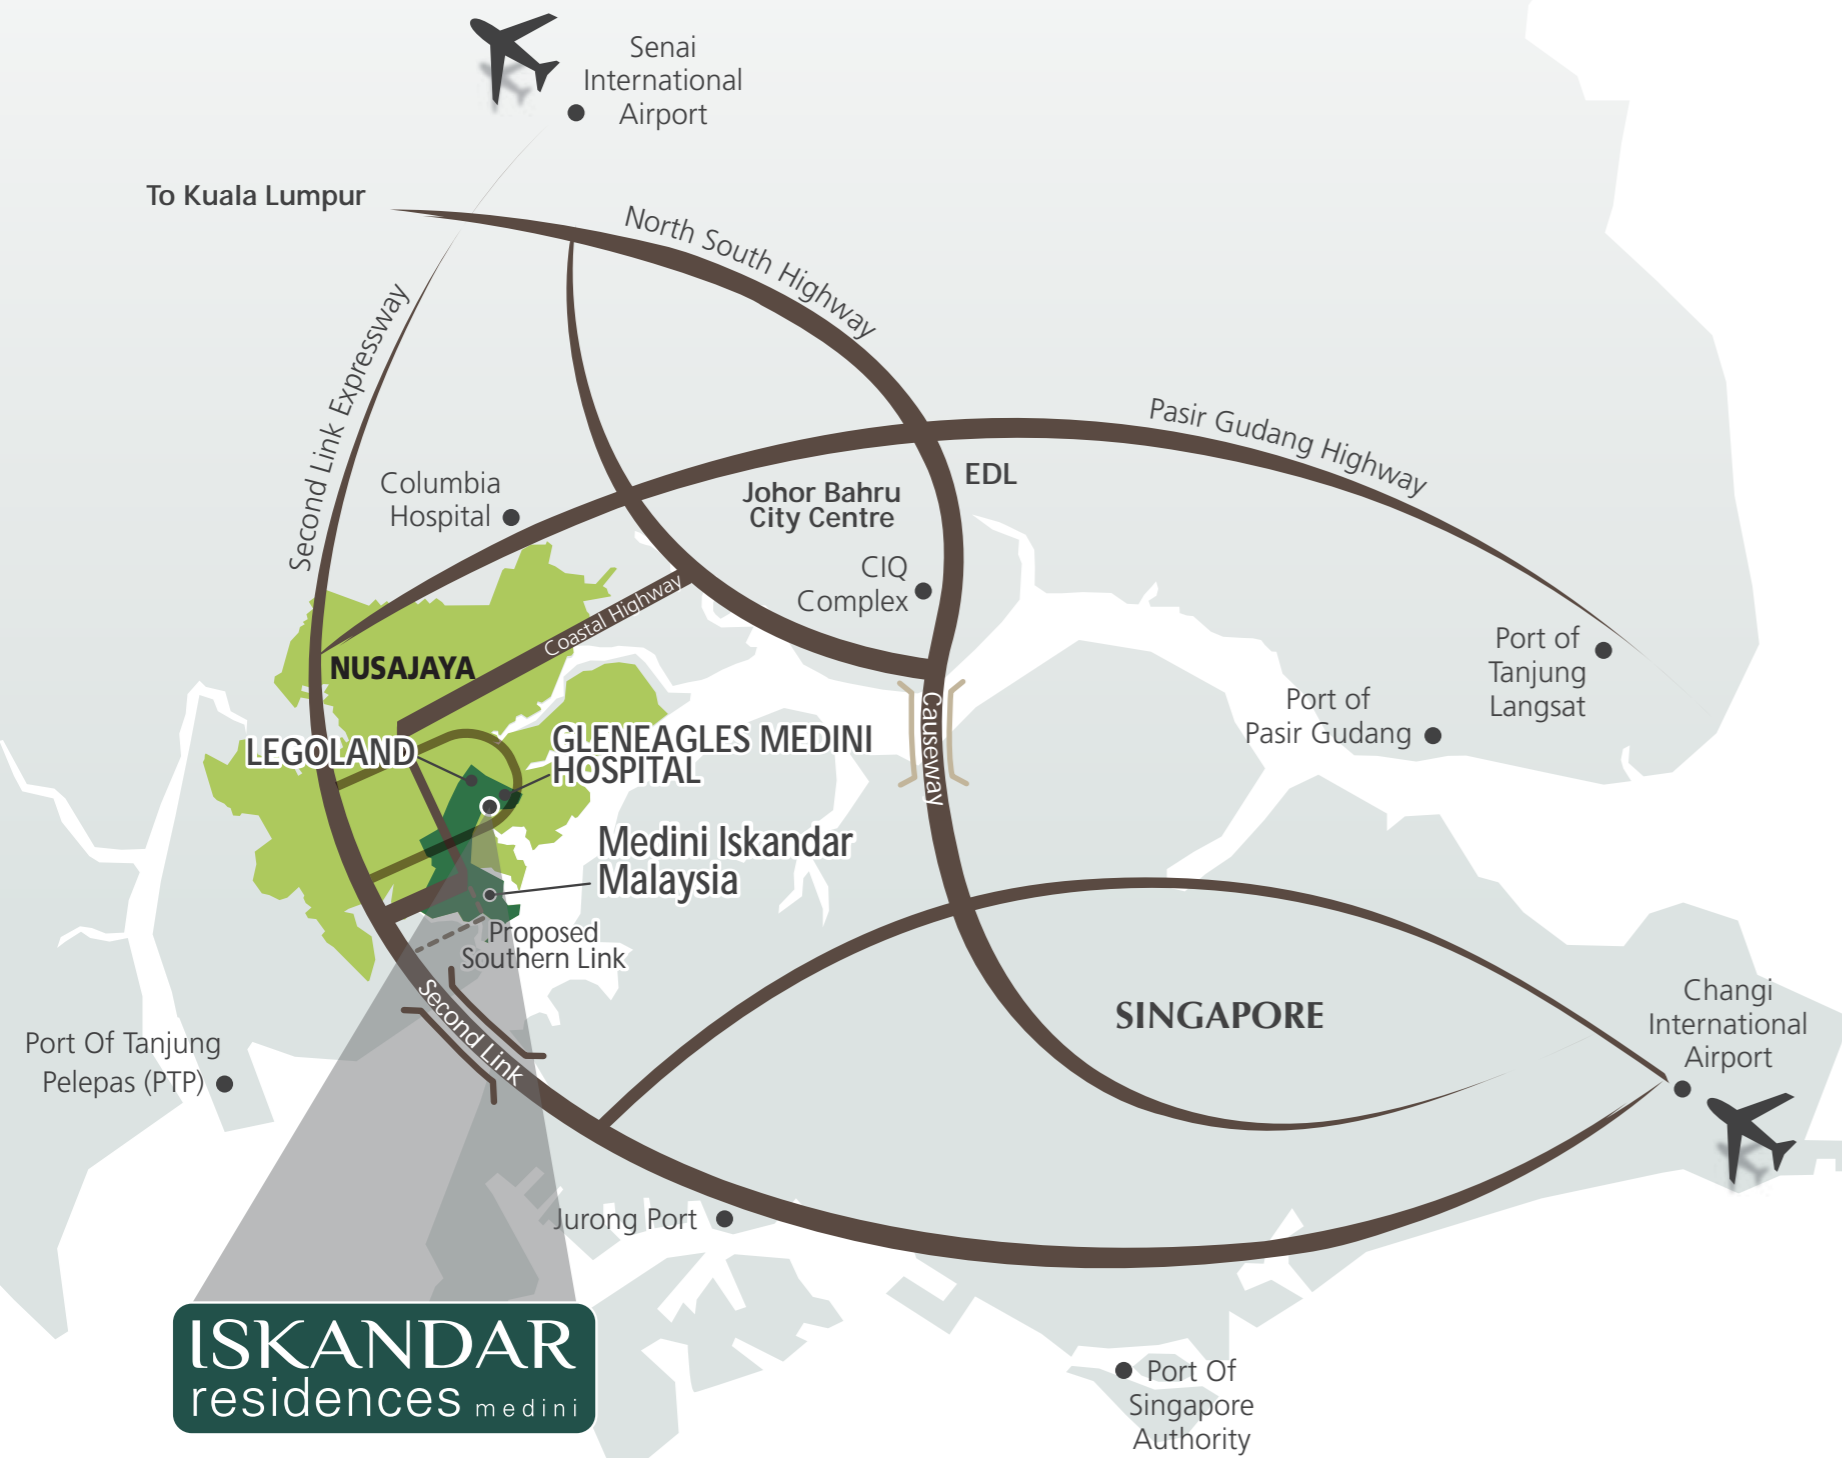 Senai
International
Airport
To Kuala Lumpur
North South Highway
Second Link Expressway
Pasir Gudang Highway
Columbia
Hospital
Johor Bahru
City Centre
EDL
CIQ
Complex
Coastal Highway
NUSAJAYA
Port of
Tanjung
Langsat
Port of
Pasir Gudang
Causeway
LEGOLAND
GLENEAGLES MEDINI
HOSPITAL
Medini Iskandar
Malaysia
Proposed
Southern Link
Second Link
SINGAPORE
Changi
International
Airport
Port Of Tanjung
Pelepas (PTP)
Jurong Port
ISKANDAR
residences medini
Port Of
Singapore
Authority